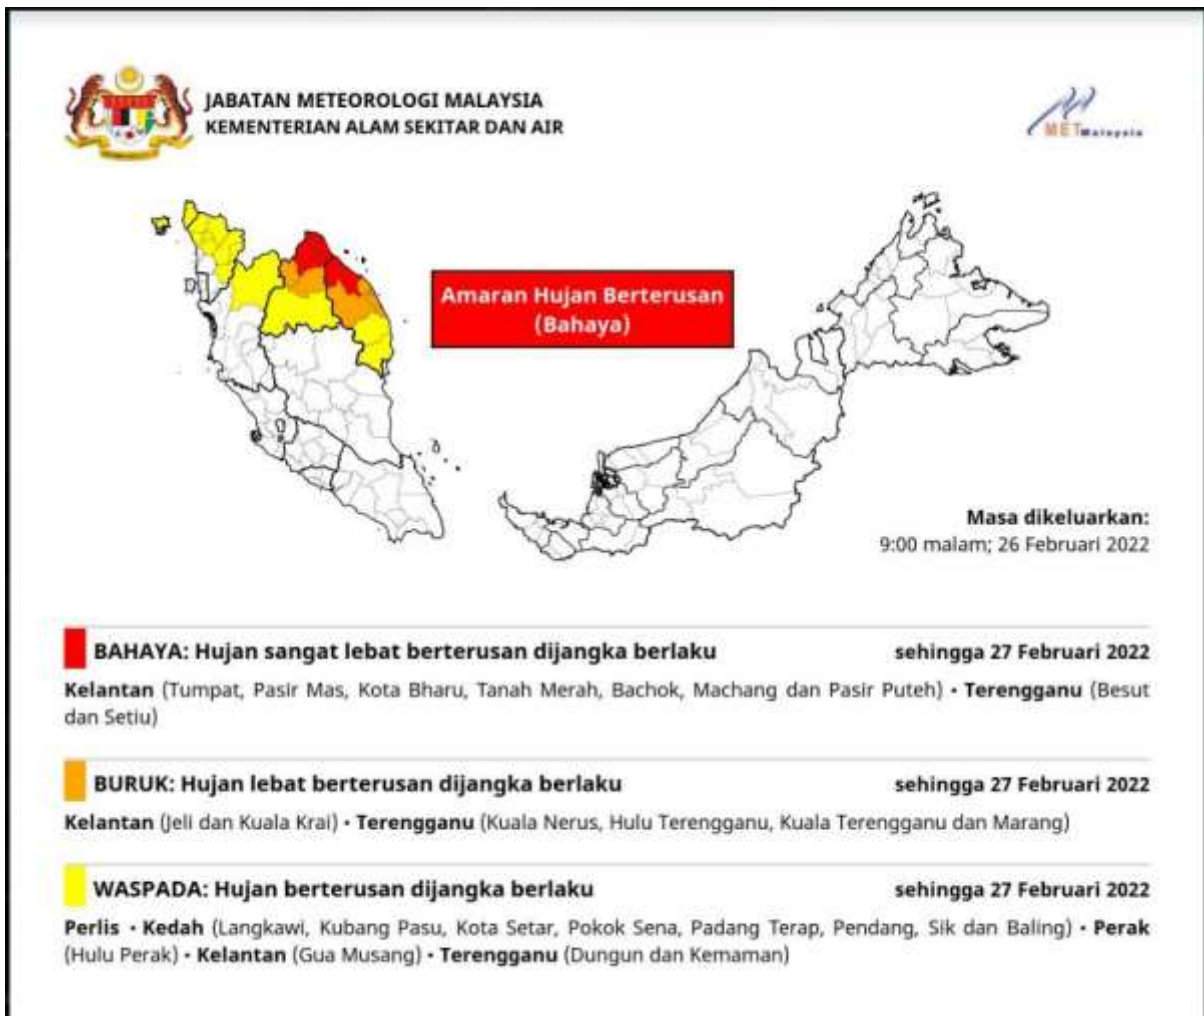 JABATAN METEOROLOGI MALAYSIA
KEMENTERIAN ALAM SEKITAR DAN AIR
METMalaysia
Amaran Hujan Berterusan
(Bahaya)
Masa dikeluarkan:
9:00 malam; 26 Februari 2022
BAHAYA: Hujan sangat lebat berterusan dijangka berlaku sehingga 27 Februari 2022
Kelantan (Tumpat, Pasir Mas, Kota Bharu, Tanah Merah, Bachok, Machang dan Pasir Puteh) • Terengganu (Besut
dan Setiu)
BURUK: Hujan lebat berterusan dijangka berlaku sehingga 27 Februari 2022
Kelantan (Jeli dan Kuala Krai) • Terengganu (Kuala Nerus, Hulu Terengganu, Kuala Terengganu dan Marang)
WASPADA: Hujan berterusan dijangka berlaku sehingga 27 Februari 2022
Perlis • Kedah (Langkawi, Kubang Pasu, Kota Setar, Pokok Sena, Padang Terap, Pendang, Sik dan Baling) • Perak
(Hulu Perak) • Kelantan (Gua Musang) • Terengganu (Dungun dan Kemaman)